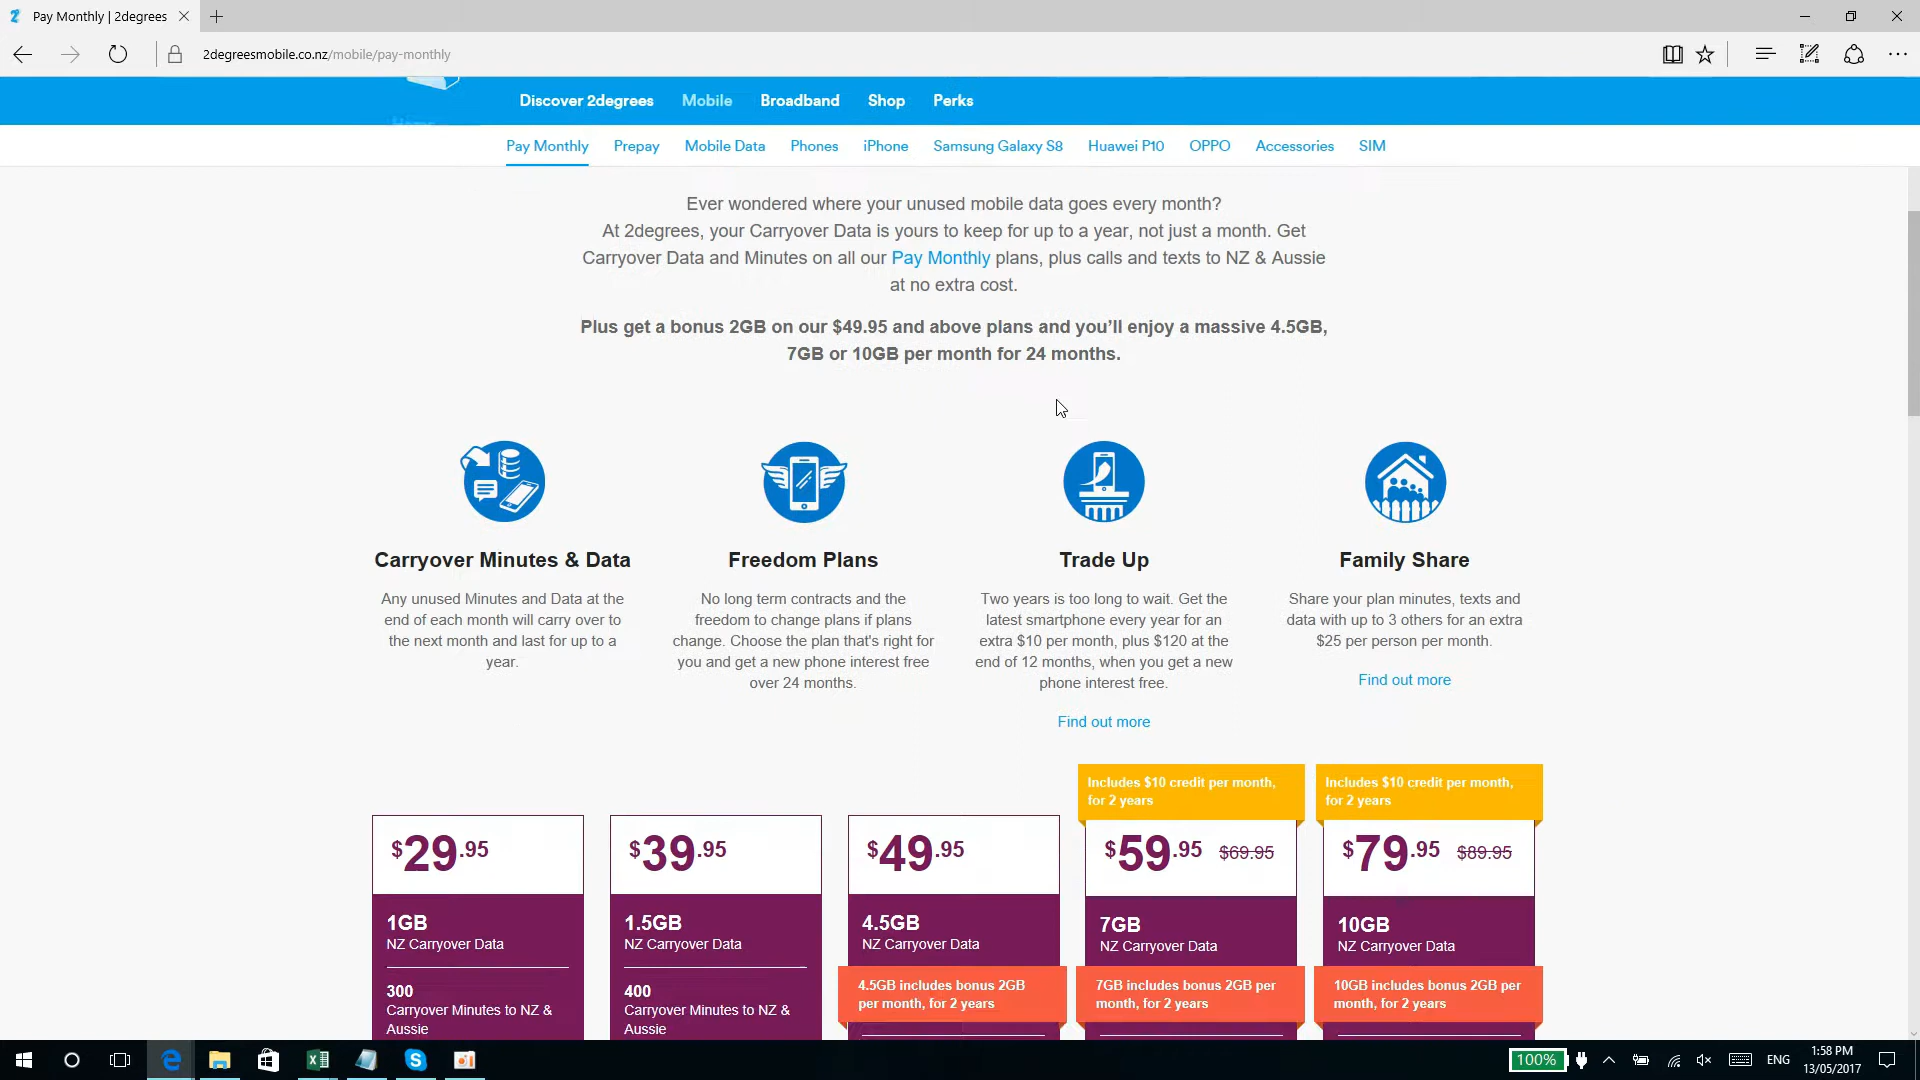 Pay Monthly | 2degrees
2degreesmobile.co.nz/mobile/pay-monthly
Discover 2degrees Mobile Broadband Shop Perks
Pay Monthly Prepay Mobile Data Phones iPhone Samsung Galaxy S8 Huawei P10 OPPO Accessories SIM
Ever wondered where your unused mobile data goes every month?
At 2degrees, your Carryover Data is yours to keep for up to a year, not just a month. Get
Carryover Data and Minutes on all our Pay Monthly plans, plus calls and texts to NZ & Aussie
at no extra cost.
Plus get a bonus 2GB on our $49.95 and above plans and you’ll enjoy a massive 4.5GB,
7GB or 10GB per month for 24 months.
Carryover Minutes & Data
Any unused Minutes and Data at the
end of each month will carry over to
the next month and last for up to a
year.
Freedom Plans
No long term contracts and the
freedom to change plans if plans
change. Choose the plan that's right for
you and get a new phone interest free
over 24 months.
Trade Up
Two years is too long to wait. Get the
latest smartphone every year for an
extra $10 per month, plus $120 at the
end of 12 months, when you get a new
phone interest free.
Find out more
Family Share
Share your plan minutes, texts and
data with up to 3 others for an extra
$25 per person per month.
Find out more
$29.95
1GB
NZ Carryover Data
300
Carryover Minutes to NZ &
Aussie
$39.95
1.5GB
NZ Carryover Data
400
Carryover Minutes to NZ &
Aussie
$49.95
4.5GB
NZ Carryover Data
4.5GB includes bonus 2GB
per month, for 2 years
Includes $10 credit per month,
for 2 years
$59.95 $69.95
7GB
NZ Carryover Data
7GB includes bonus 2GB per
month, for 2 years
Includes $10 credit per month,
for 2 years
$79.95 $89.95
10GB
NZ Carryover Data
10GB includes bonus 2GB per
month, for 2 years
100%
ENG
1:58 PM
13/05/2017